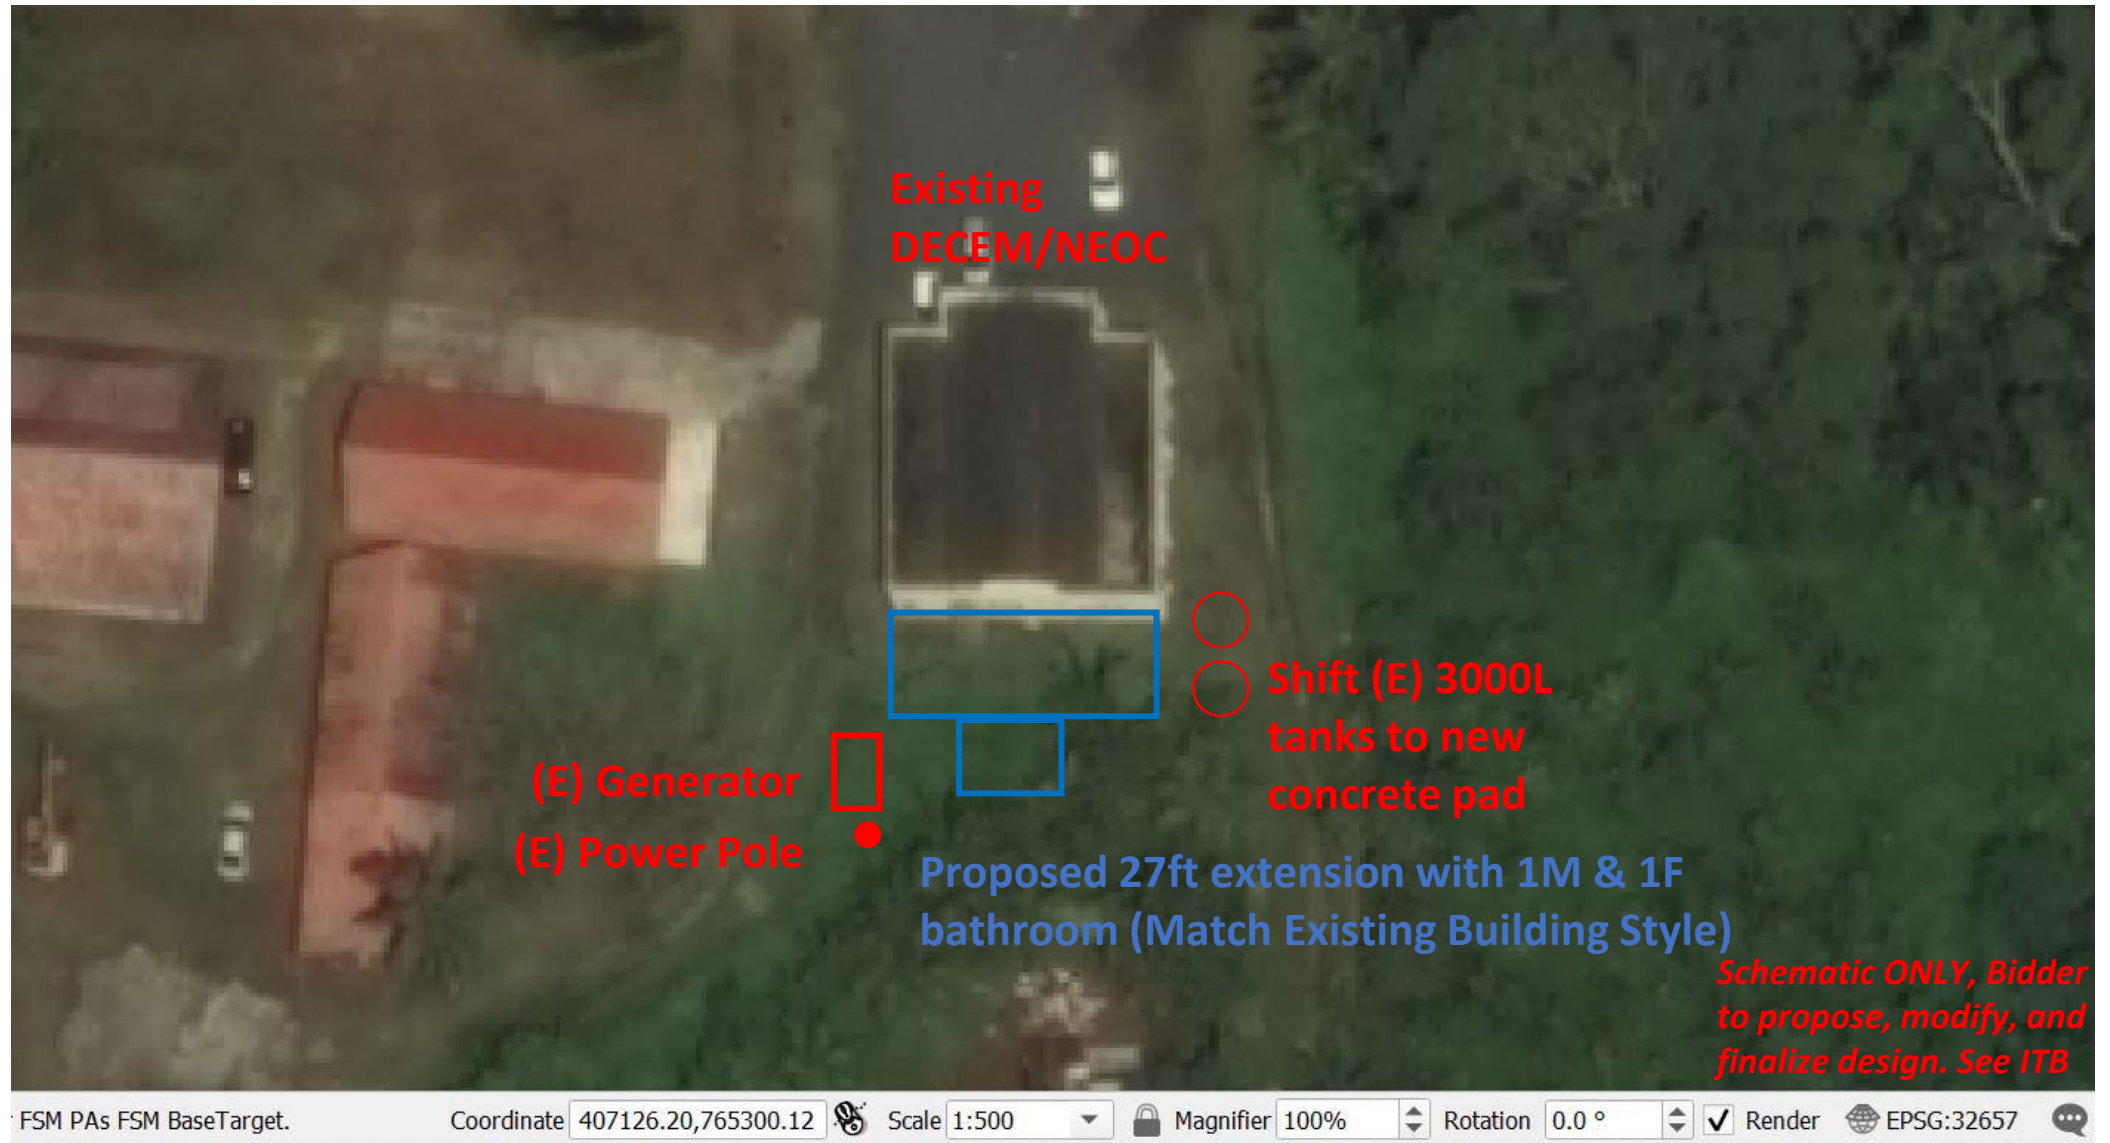 Existing
DECEM/NEOC
Shift (E) 3000L
tanks to new
concrete pad
(E) Generator
(E) Power Pole
Proposed 27ft extension with 1M & 1F
bathroom (Match Existing Building Style)
Schematic ONLY, Bidder
to propose, modify, and
finalize design. See ITB
FSM PAs FSM BaseTarget. Coordinate 407126.20,765300.12 Scale 1:500 Magnifier 100% Rotation 0.0 ° Render EPSG:32657